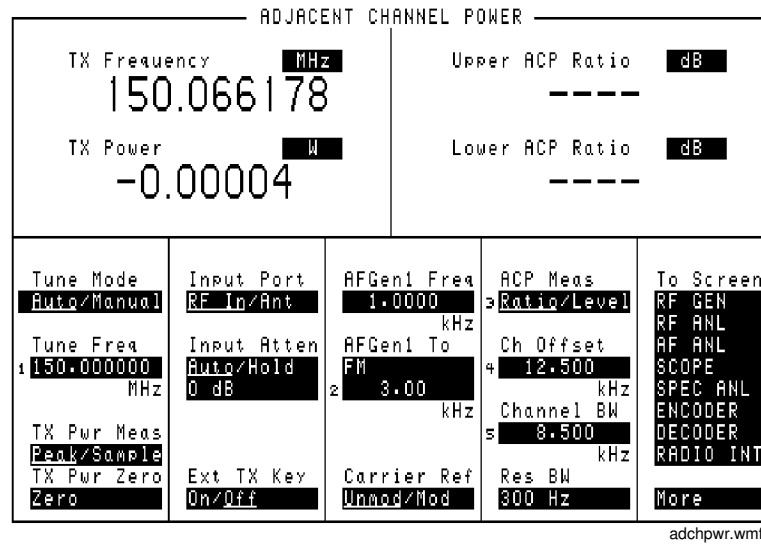 ADJACENT CHANNEL POWER
TX Frequency MHz
150.066178
Upper ACP Ratio dB
----
TX Power W
-0.00004
Lower ACP Ratio dB
----
Tune Mode
Auto/Manual
Tune Freq
1 150.000000
MHz
TX Pwr Meas
Peak/Sample
TX Pwr Zero
Zero
Input Port
RF In/Ant
Input Atten
Auto/Hold
0 dB
Ext TX Key
On/Off
AFGen1 Freq
1.0000
kHz
AFGen1 To
FM
2 3.00
kHz
Carrier Ref
Unmod/Mod
ACP Meas
3 Ratio/Level
Ch Offset
4 12.500
kHz
Channel BW
5 8.500
kHz
Res BW
300 Hz
To Screen
RF GEN
RF ANL
AF ANL
SCOPE
SPEC ANL
ENCODER
DECODER
RADIO INT
More
adchpwr.wmf